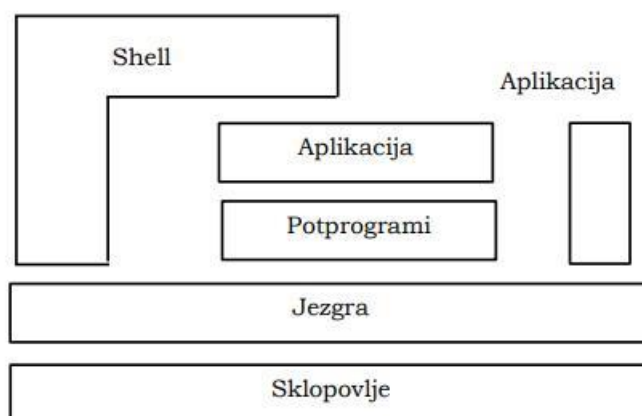 Shell
Aplikacija
Aplikacija
Potprogrami
Jezgra
Sklopovlje